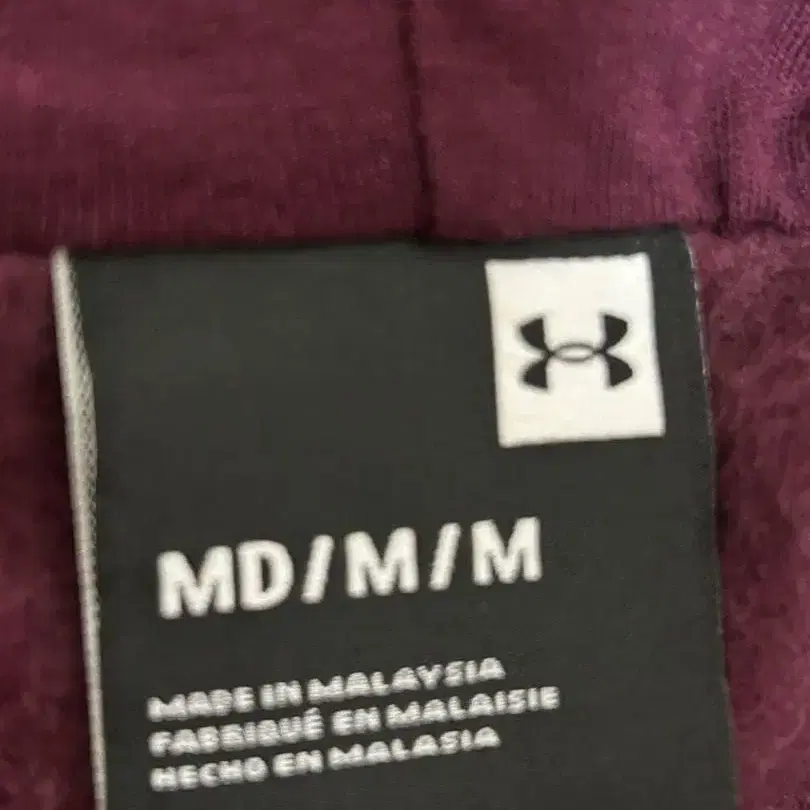 MD/M/M
MADE IN MALAYSIA
FABRIQUÉ EN MALAISIE
HECHO EN MALASIA